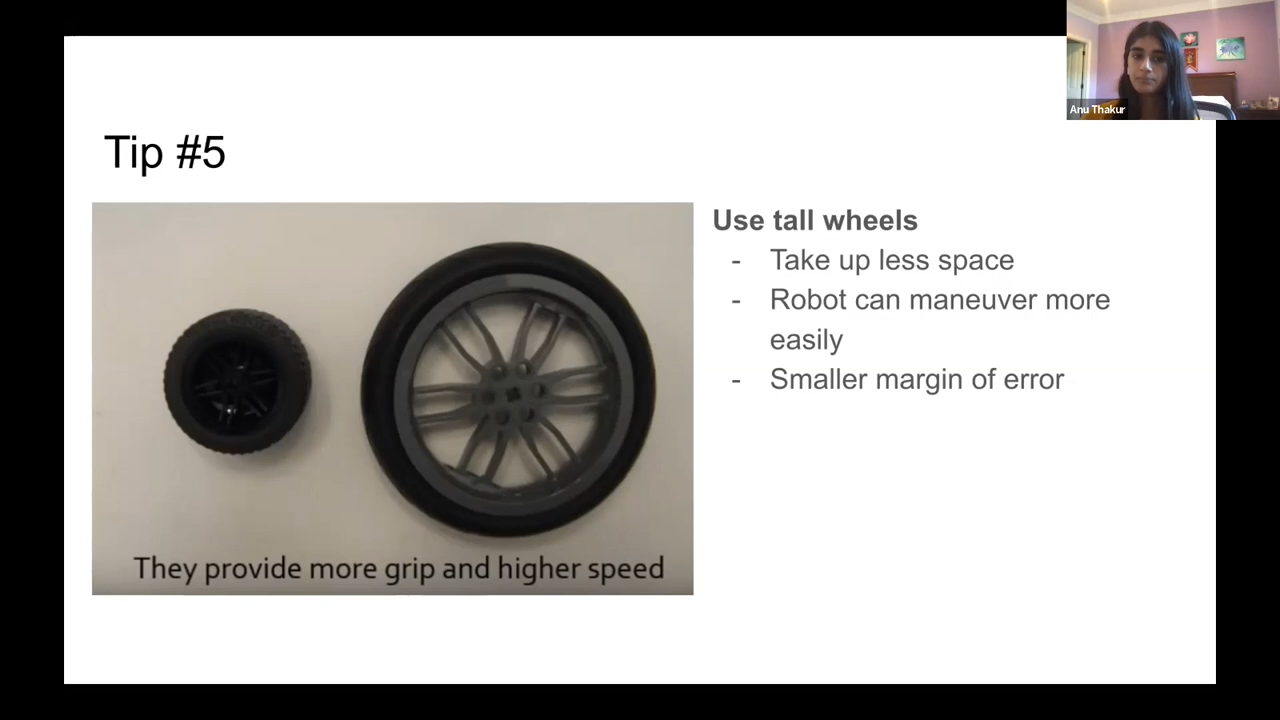 Anu Thakur
Tip #5
Use tall wheels
- Take up less space
- Robot can maneuver more
easily
- Smaller margin of error
They provide more grip and higher speed